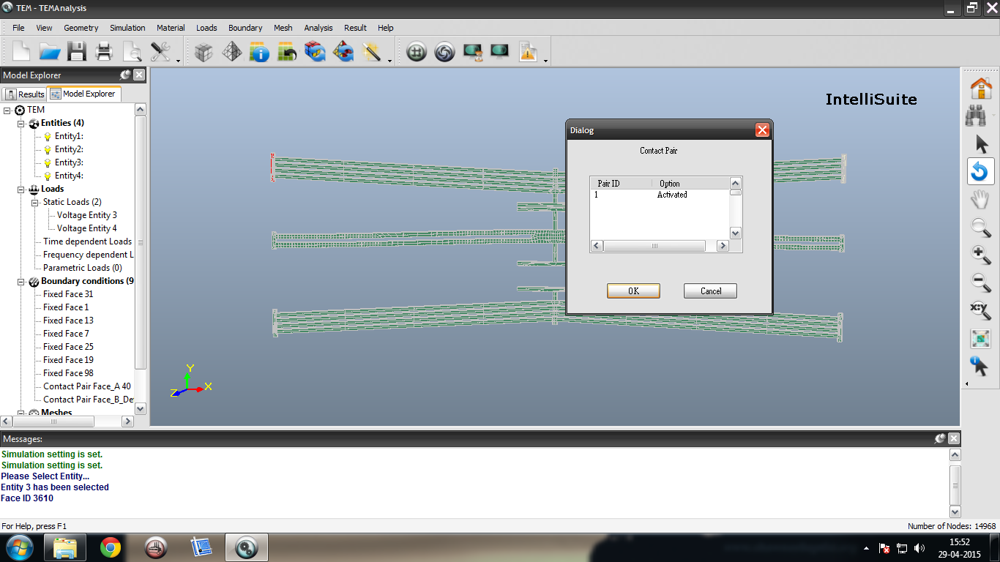 TEM - TEMAnalysis
File View Geometry Simulation Material Loads Boundary Mesh Analysis Result Help
Model Explorer
Results Model Explorer
TEM
Entities (4)
Entity1:
Entity2:
Entity3:
Entity4:
Loads
Static Loads (2)
Voltage Entity 3
Voltage Entity 4
Time dependent Loads
Frequency dependent L
Parametric Loads (0)
Boundary conditions (9
Fixed Face 31
Fixed Face 1
Fixed Face 13
Fixed Face 7
Fixed Face 25
Fixed Face 19
Fixed Face 98
Contact Pair Face_A 40
Contact Pair Face_B_De
Meshes
IntelliSuite
Dialog
Contact Pair
Pair ID Option
1 Activated
OK Cancel
Y
X
Z
x:y
Messages:
Simulation setting is set.
Simulation setting is set.
Please Select Entity...
Entity 3 has been selected
Face ID 3610
For Help, press F1
Number of Nodes: 14968
15:52
29-04-2015